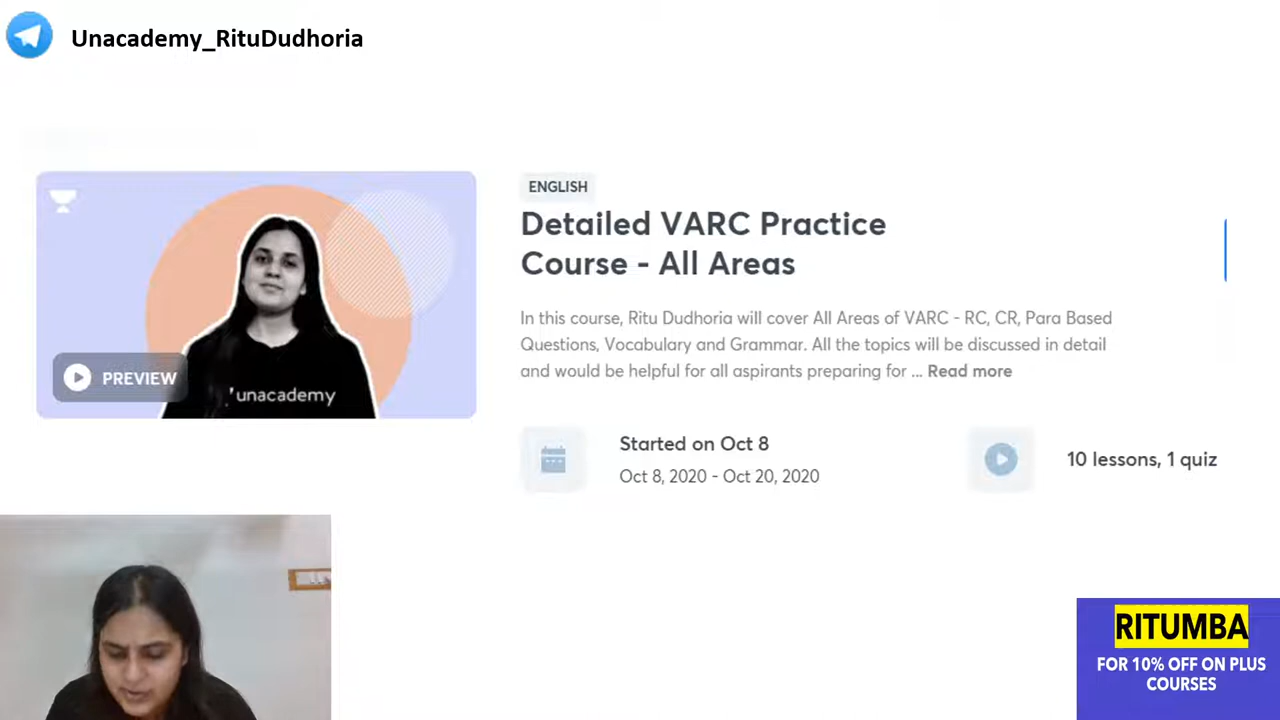 Unacademy_RituDudhoria
ENGLISH
Detailed VARC Practice
Course - All Areas
In this course, Ritu Dudhoria will cover All Areas of VARC - RC, CR, Para Based
Questions, Vocabulary and Grammar. All the topics will be discussed in detail
and would be helpful for all aspirants preparing for ... Read more
PREVIEW
unacademy
Started on Oct 8
Oct 8, 2020 - Oct 20, 2020
10 lessons, 1 quiz
RITUMBA
FOR 10% OFF ON PLUS
COURSES